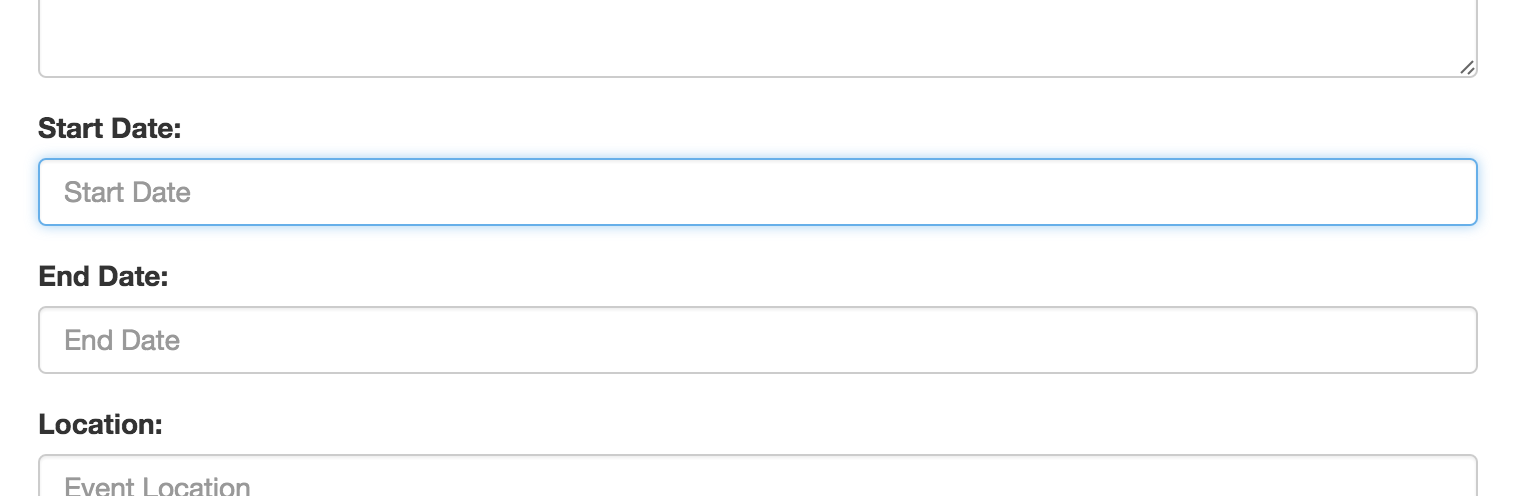 Start Date:
Start Date
End Date:
End Date
Location:
Event Location